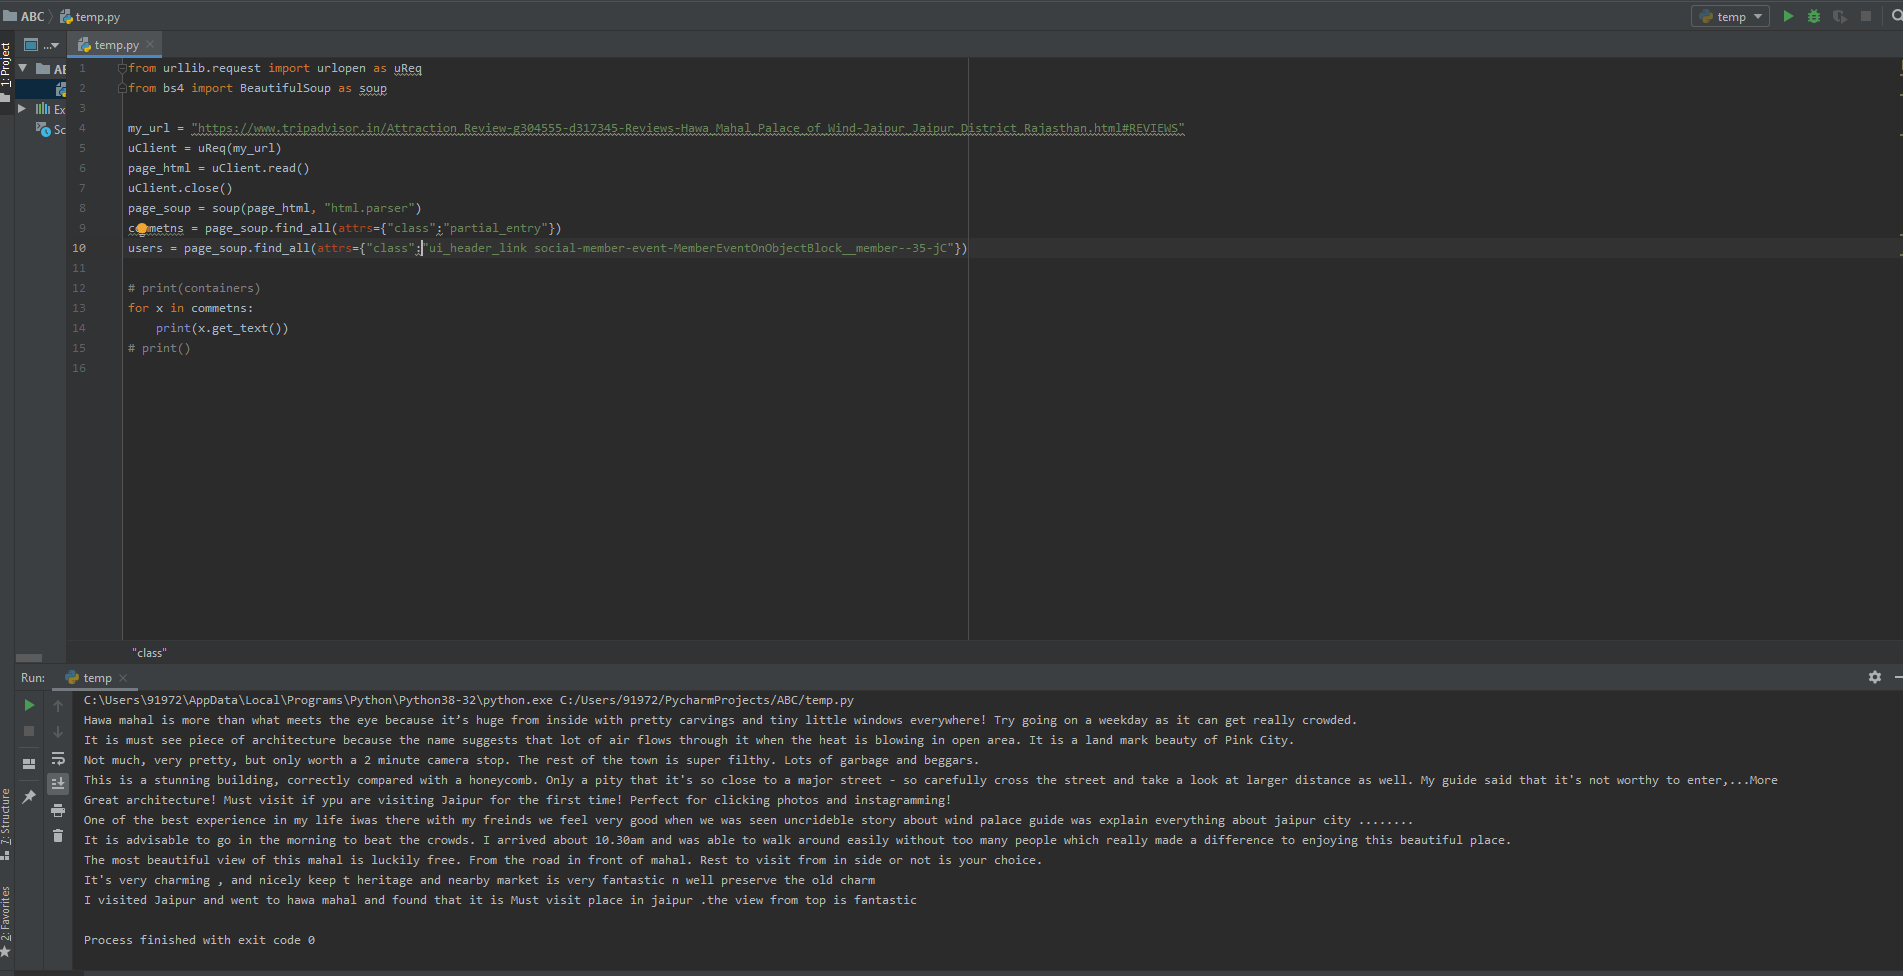 ABC temp.py temp
1: Project
... temp.py
AB
Ex
Sc
1 from urllib.request import urlopen as uReq
2 from bs4 import BeautifulSoup as soup
3
4 my_url = "https://www.tripadvisor.in/Attraction_Review-g304555-d317345-Reviews-Hawa_Mahal_Palace_of_Wind-Jaipur_Jaipur_District_Rajasthan.html#REVIEWS"
5 uClient = uReq(my_url)
6 page_html = uClient.read()
7 uClient.close()
8 page_soup = soup(page_html, "html.parser")
9 commetns = page_soup.find_all(attrs={"class":"partial_entry"})
10 users = page_soup.find_all(attrs={"class":"ui_header_link social-member-event-MemberEventOnObjectBlock__member--35-jC"})
11
12 # print(containers)
13 for x in commetns:
14 print(x.get_text())
15 # print()
16
"class"
Run: temp
C:\Users\91972\AppData\Local\Programs\Python\Python38-32\python.exe C:/Users/91972/PycharmProjects/ABC/temp.py
Hawa mahal is more than what meets the eye because it’s huge from inside with pretty carvings and tiny little windows everywhere! Try going on a weekday as it can get really crowded.
It is must see piece of architecture because the name suggests that lot of air flows through it when the heat is blowing in open area. It is a land mark beauty of Pink City.
Not much, very pretty, but only worth a 2 minute camera stop. The rest of the town is super filthy. Lots of garbage and beggars.
This is a stunning building, correctly compared with a honeycomb. Only a pity that it's so close to a major street - so carefully cross the street and take a look at larger distance as well. My guide said that it's not worthy to enter,...More
Great architecture! Must visit if ypu are visiting Jaipur for the first time! Perfect for clicking photos and instagramming!
One of the best experience in my life iwas there with my freinds we feel very good when we was seen uncrideble story about wind palace guide was explain everything about jaipur city ........
It is advisable to go in the morning to beat the crowds. I arrived about 10.30am and was able to walk around easily without too many people which really made a difference to enjoying this beautiful place.
The most beautiful view of this mahal is luckily free. From the road in front of mahal. Rest to visit from in side or not is your choice.
It's very charming , and nicely keep t heritage and nearby market is very fantastic n well preserve the old charm
I visited Jaipur and went to hawa mahal and found that it is Must visit place in jaipur .the view from top is fantastic
Process finished with exit code 0
7: Structure
2: Favorites